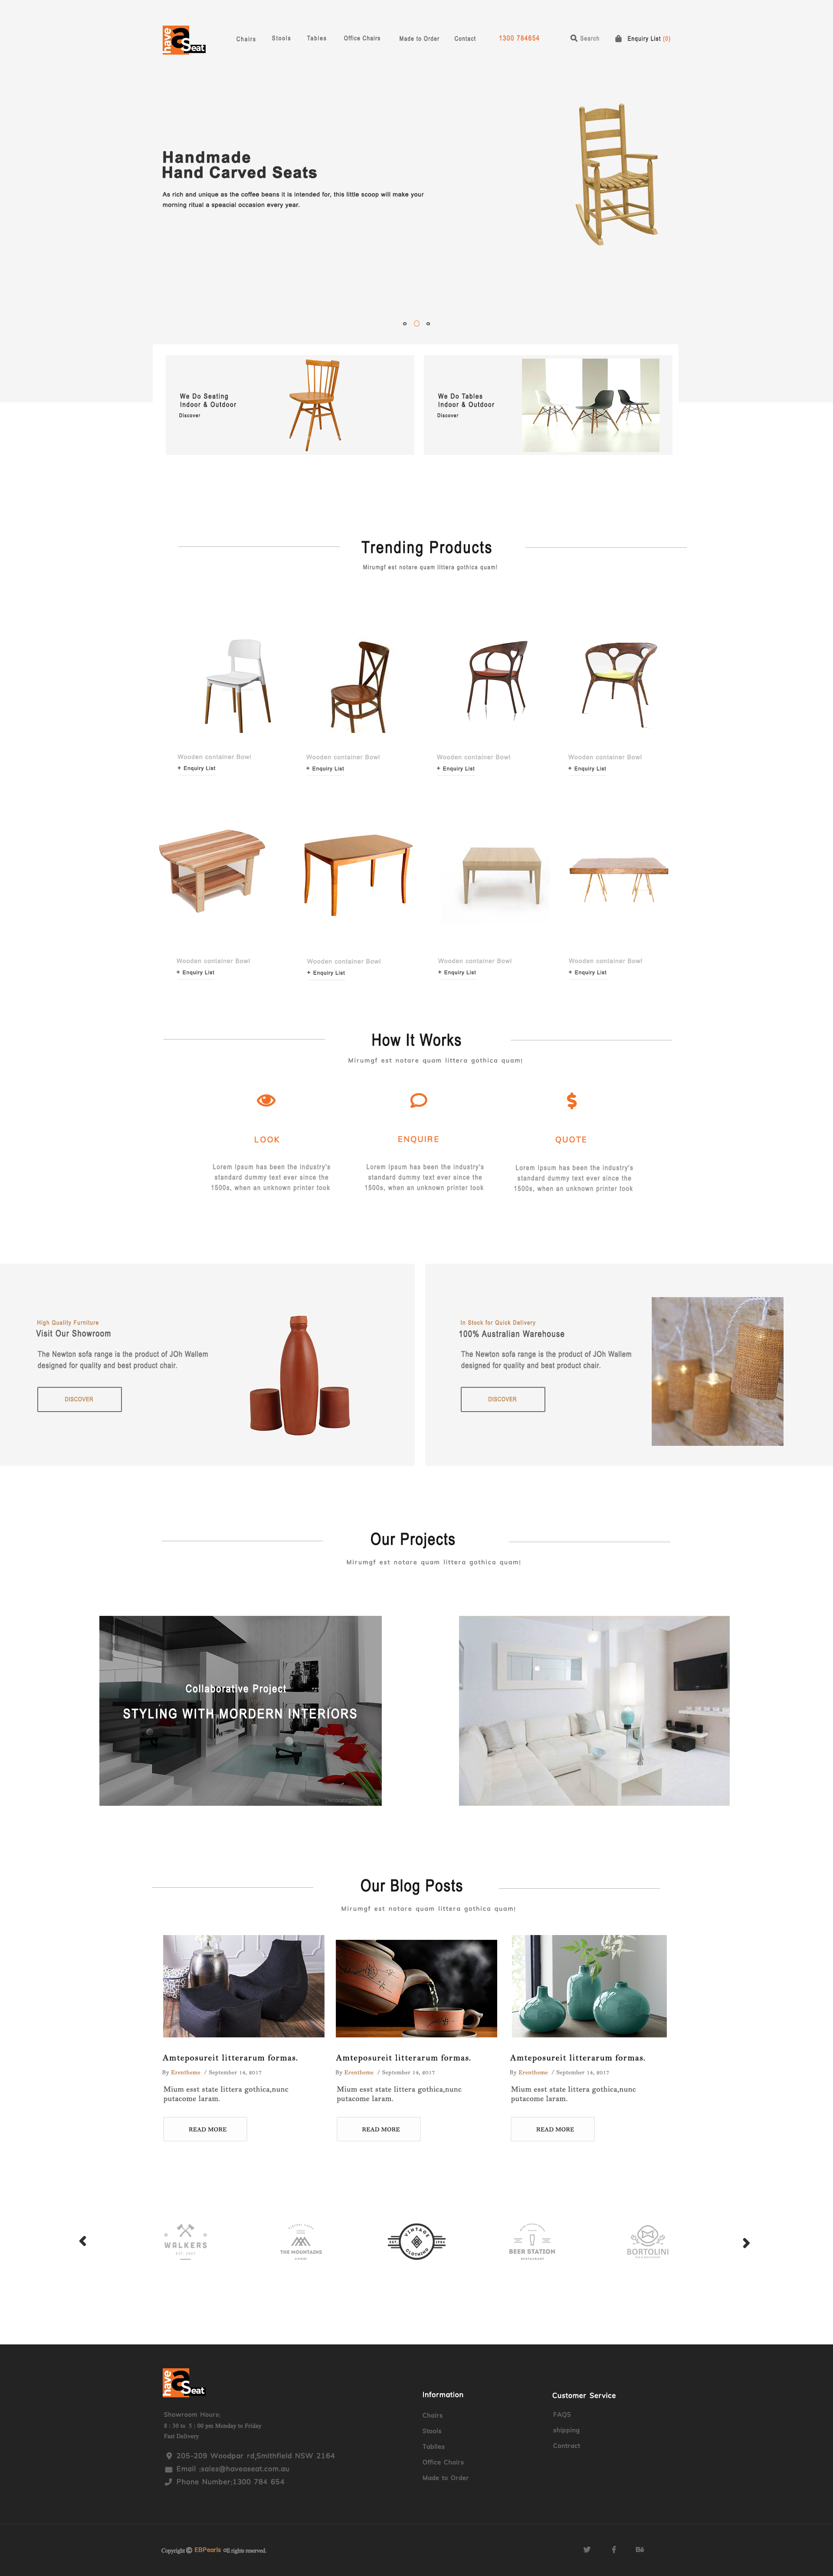 have a Seat
Chairs Stools Tables Office Chairs Made to Order Contact 1300 784654 Search Enquiry List (0)
Handmade
Hand Carved Seats
As rich and unique as the coffee beans it is intended for, this little scoop will make your
morning ritual a speacial occasion every year.
We Do Seating
Indoor & Outdoor
Discover
We Do Tables
Indoor & Outdoor
Discover
Trending Products
Mirumgf est notare quam littera gothica quam!
Wooden container Bowl
+ Enquiry List
Wooden container Bowl
+ Enquiry List
Wooden container Bowl
+ Enquiry List
Wooden container Bowl
+ Enquiry List
Wooden container Bowl
+ Enquiry List
Wooden container Bowl
+ Enquiry List
Wooden container Bowl
+ Enquiry List
Wooden container Bowl
+ Enquiry List
How It Works
Mirumgf est notare quam littera gothica quam!
LOOK
Lorem Ipsum has been the industry's
standard dummy text ever since the
1500s, when an unknown printer took
ENQUIRE
Lorem Ipsum has been the industry's
standard dummy text ever since the
1500s, when an unknown printer took
QUOTE
Lorem Ipsum has been the industry's
standard dummy text ever since the
1500s, when an unknown printer took
High Quality Furniture
Visit Our Showroom
The Newton sofa range is the product of JOh Wallem
designed for quality and best product chair.
DISCOVER
In Stock for Quick Delivery
100% Australian Warehouse
The Newton sofa range is the product of JOh Wallem
designed for quality and best product chair.
DISCOVER
Our Projects
Mirumgf est notare quam littera gothica quam!
Collaborative Project
STYLING WITH MORDERN INTERIORS
Our Blog Posts
Mirumgf est notare quam littera gothica quam!
Amteposureit litterarum formas.
By Erentheme / September 14, 2017
Mium esst state littera gothica,nunc
putacome laram.
READ MORE
Amteposureit litterarum formas.
By Erentheme / September 14, 2017
Mium esst state littera gothica,nunc
putacome laram.
READ MORE
Amteposureit litterarum formas.
By Erentheme / September 14, 2017
Mium esst state littera gothica,nunc
putacome laram.
READ MORE
WALKERS
THE MOUNTAINS
VINTAGE
CLOTHING
BEER STATION
RESTAURANT
BORTOLINI
have a Seat
Showroom Hours:
8 : 30 to 5 : 00 pm Monday to Friday
Fast Delivery
205-209 Woodpar rd,Smithfield NSW 2164
Email :sales@haveaseat.com.au
Phone Number:1300 784 654
Information
Chairs
Stools
Tablles
Office Chairs
Made to Order
Customer Service
FAQS
shipping
Contract
Copyright © EBPearls all rights reserved.
Bē